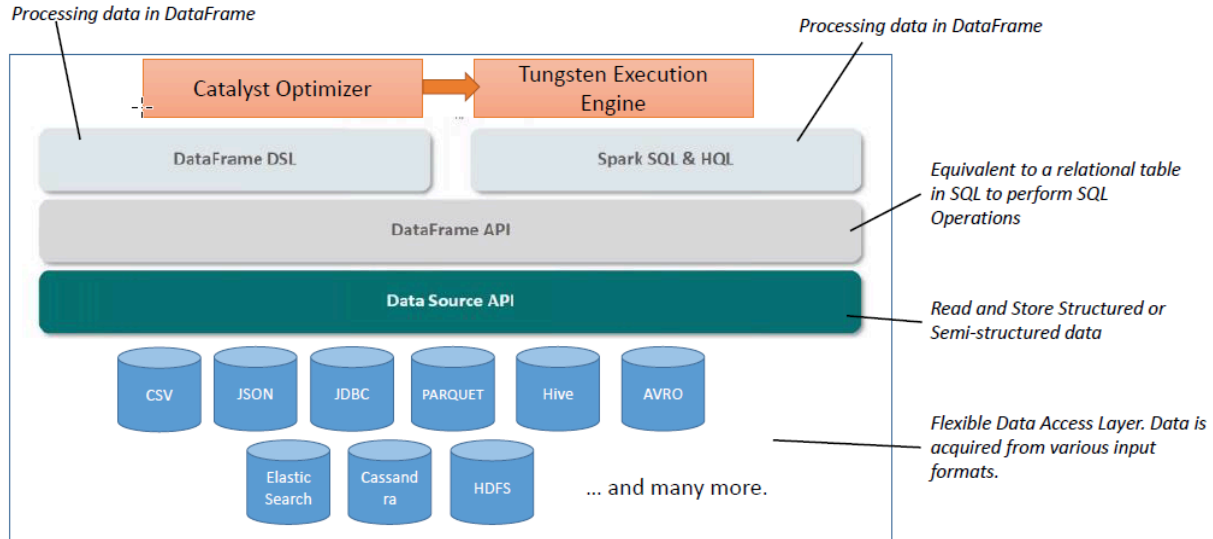 Processing data in DataFrame
Processing data in DataFrame
Catalyst Optimizer
Tungsten Execution
Engine
...
DataFrame DSL
Spark SQL & HQL
Equivalent to a relational table
in SQL to perform SQL
Operations
DataFrame API
Data Source API
Read and Store Structured or
Semi-structured data
CSV
JSON
JDBC
PARQUET
Hive
AVRO
Flexible Data Access Layer. Data is
acquired from various input
formats.
Elastic
Search
Cassand
ra
HDFS
... and many more.